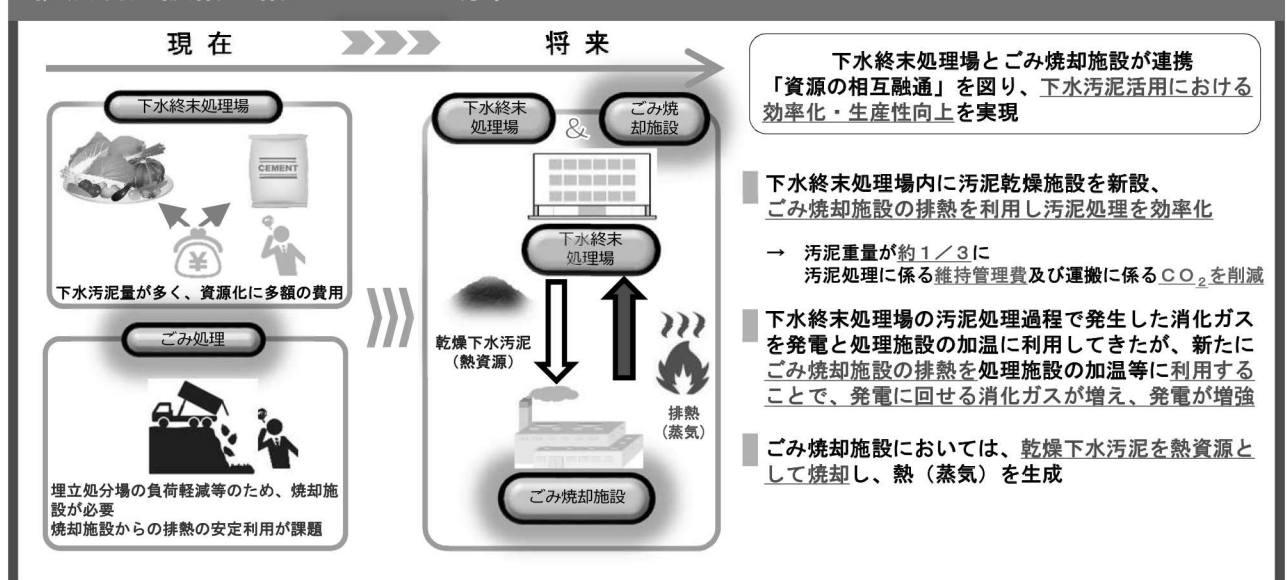 現 在
将 来
下水終末処理場
CEMENT
¥
下水汚泥量が多く、資源化に多額の費用
ごみ処理
埋立処分場の負荷軽減等のため、焼却施
設が必要
焼却施設からの排熱の安定利用が課題
下水終末
処理場
&
ごみ焼
却施設
下水終末
処理場
乾燥下水汚泥
(熱資源)
排熱
(蒸気)
ごみ焼却施設
下水終末処理場とごみ焼却施設が連携
「資源の相互融通」を図り、下水汚泥活用における
効率化・生産性向上を実現
下水終末処理場内に汚泥乾燥施設を新設、
ごみ焼却施設の排熱を利用し汚泥処理を効率化
→ 汚泥重量が約1/3に
汚泥処理に係る維持管理費及び運搬に係るCO₂を削減
下水終末処理場の汚泥処理過程で発生した消化ガス
を発電と処理施設の加温に利用してきたが、新たに
ごみ焼却施設の排熱を処理施設の加温等に利用する
ことで、発電に回せる消化ガスが増え、発電が増強
ごみ焼却施設においては、乾燥下水汚泥を熱資源と
して焼却し、熱(蒸気)を生成